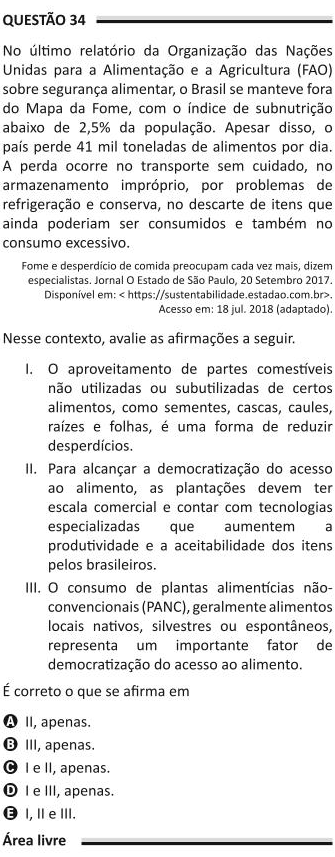 QUESTÃO 34
No último relatório da Organização das Nações
Unidas para a Alimentação e a Agricultura (FAO)
sobre segurança alimentar, o Brasil se manteve fora
do Mapa da Fome, com o índice de subnutrição
abaixo de 2,5% da população. Apesar disso, o
país perde 41 mil toneladas de alimentos por dia.
A perda ocorre no transporte sem cuidado, no
armazenamento impróprio, por problemas de
refrigeração e conserva, no descarte de itens que
ainda poderiam ser consumidos e também no
consumo excessivo.
Fome e desperdício de comida preocupam cada vez mais, dizem
especialistas. Jornal O Estado de São Paulo, 20 Setembro 2017.
Disponível em: < https://sustentabilidade.estadao.com.br>.
Acesso em: 18 jul. 2018 (adaptado).
Nesse contexto, avalie as afirmações a seguir.
I. O aproveitamento de partes comestíveis
não utilizadas ou subutilizadas de certos
alimentos, como sementes, cascas, caules,
raízes e folhas, é uma forma de reduzir
desperdícios.
II. Para alcançar a democratização do acesso
ao alimento, as plantações devem ter
escala comercial e contar com tecnologias
especializadas que aumentem a
produtividade e a aceitabilidade dos itens
pelos brasileiros.
III. O consumo de plantas alimentícias não-
convencionais (PANC), geralmente alimentos
locais nativos, silvestres ou espontâneos,
representa um importante fator de
democratização do acesso ao alimento.
É correto o que se afirma em
A II, apenas.
B III, apenas.
C I e II, apenas.
D I e III, apenas.
E I, II e III.
Área livre